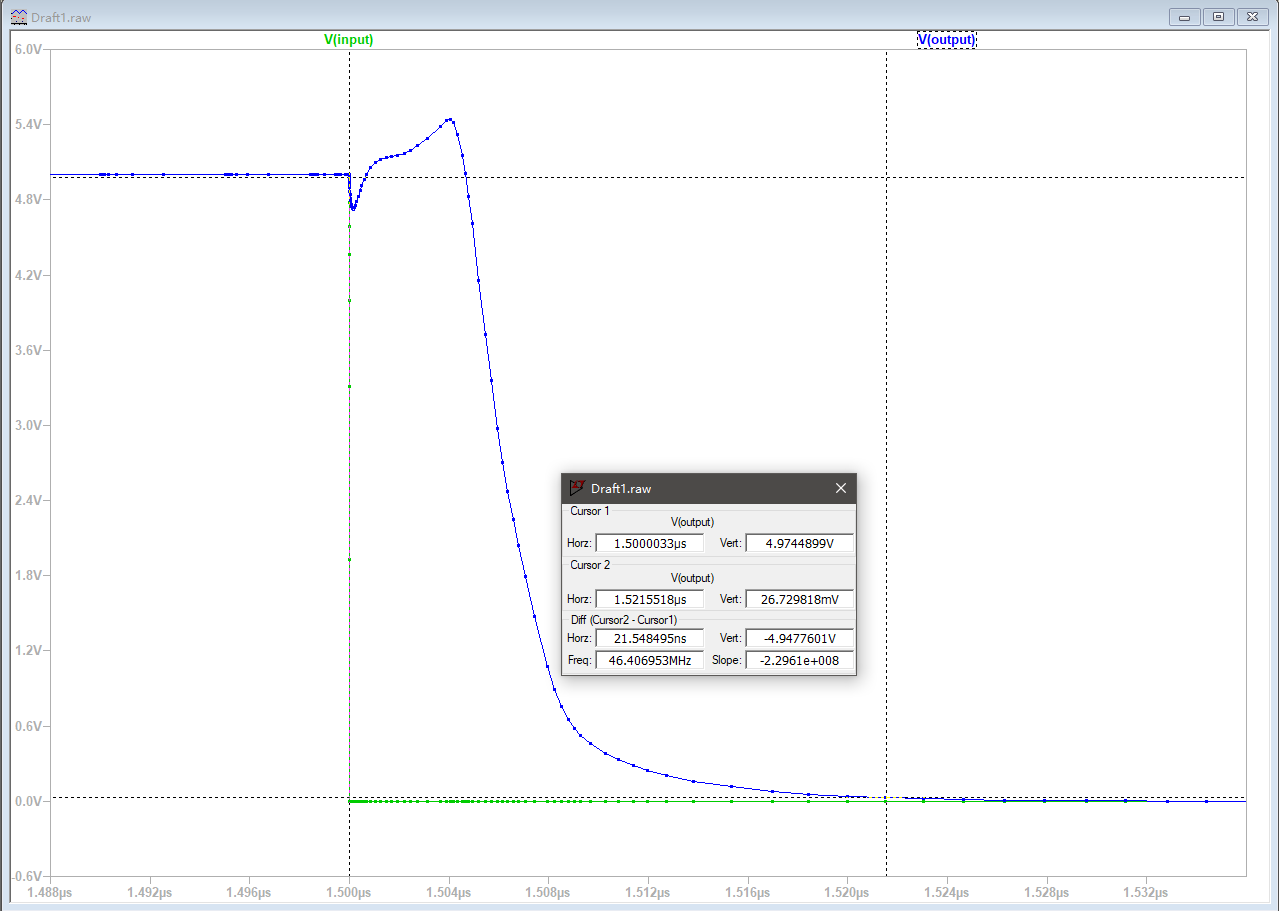 Draft1.raw
V(input) V(output)
6.0V
5.4V
4.8V
4.2V
3.6V
3.0V
2.4V
1.8V
1.2V
0.6V
0.0V
-0.6V
1.488µs 1.492µs 1.496µs 1.500µs 1.504µs 1.508µs 1.512µs 1.516µs 1.520µs 1.524µs 1.528µs 1.532µs
Draft1.raw
Cursor 1
V(output)
Horz: 1.5000033µs Vert: 4.9744899V
Cursor 2
V(output)
Horz: 1.5215518µs Vert: 26.729818mV
Diff (Cursor2 - Cursor1)
Horz: 21.548495ns Vert: -4.9477601V
Freq: 46.406953MHz Slope: -2.2961e+008